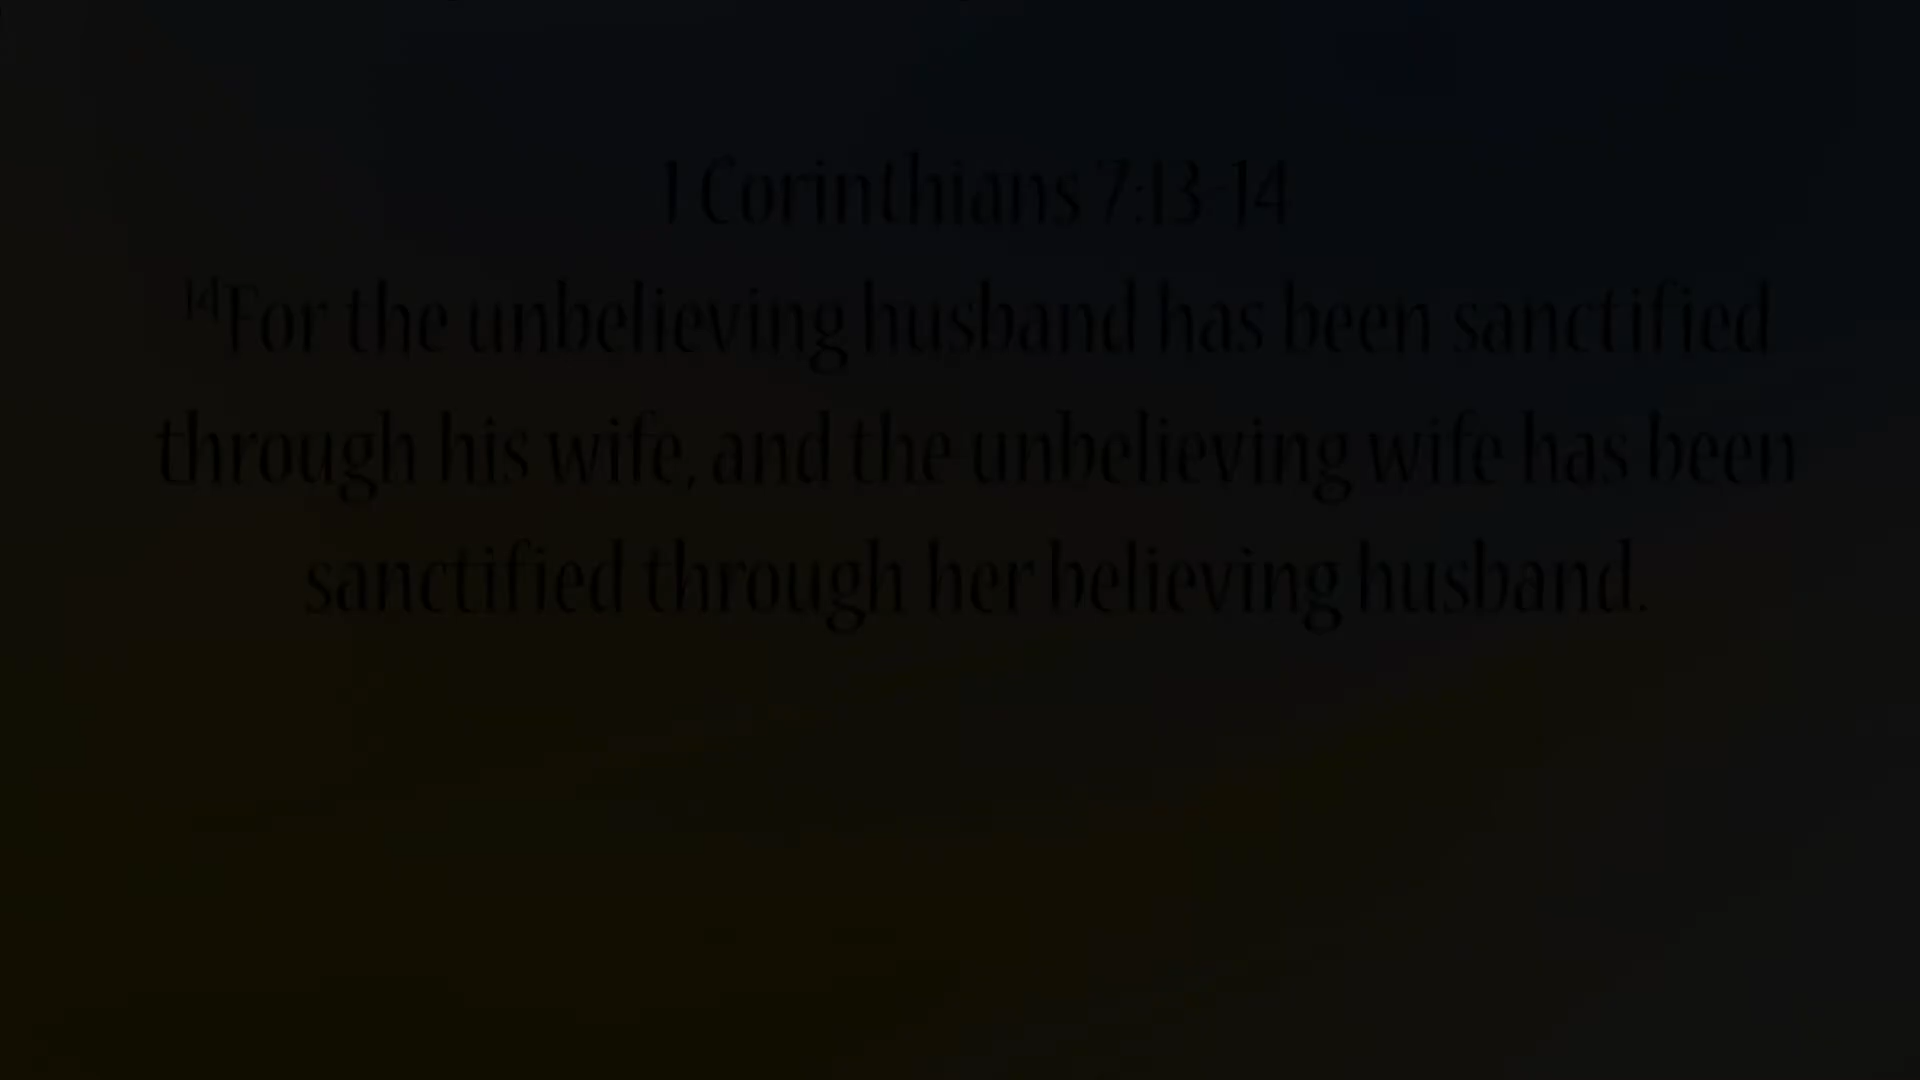 1 Corinthians 7:13-14
14For the unbelieving husband has been sanctified
through his wife, and the unbelieving wife has been
sanctified through her believing husband.